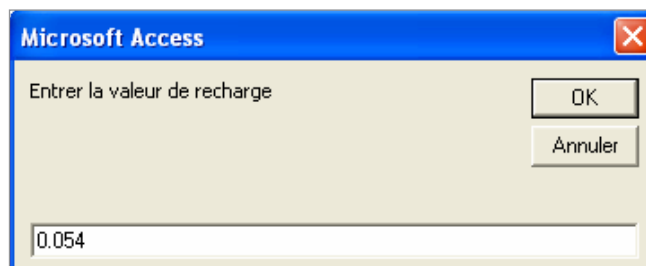 Microsoft Access
Entrer la valeur de recharge
OK
Annuler
0.054